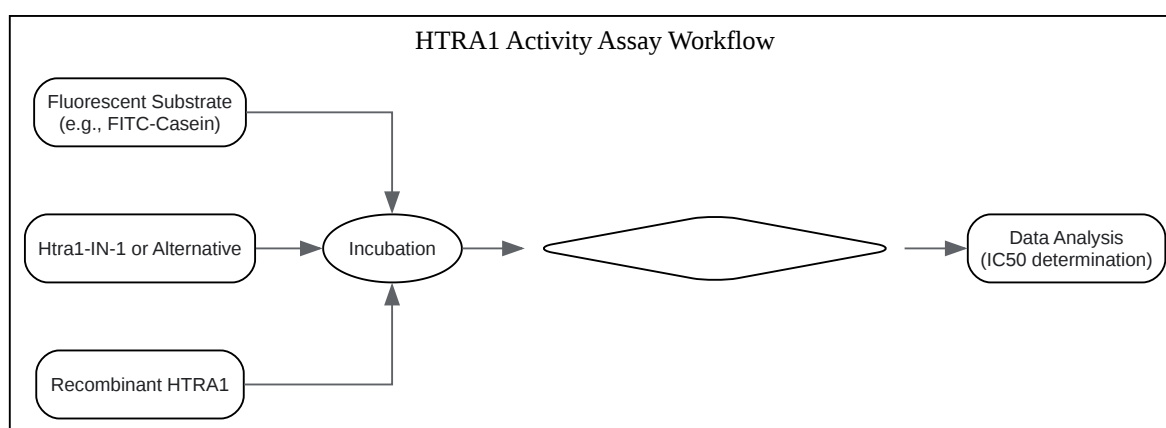 HTRA1 Activity Assay Workflow
Fluorescent Substrate
(e.g., FITC-Casein)
Htra1-IN-1 or Alternative
Incubation
Data Analysis
(IC50 determination)
Recombinant HTRA1